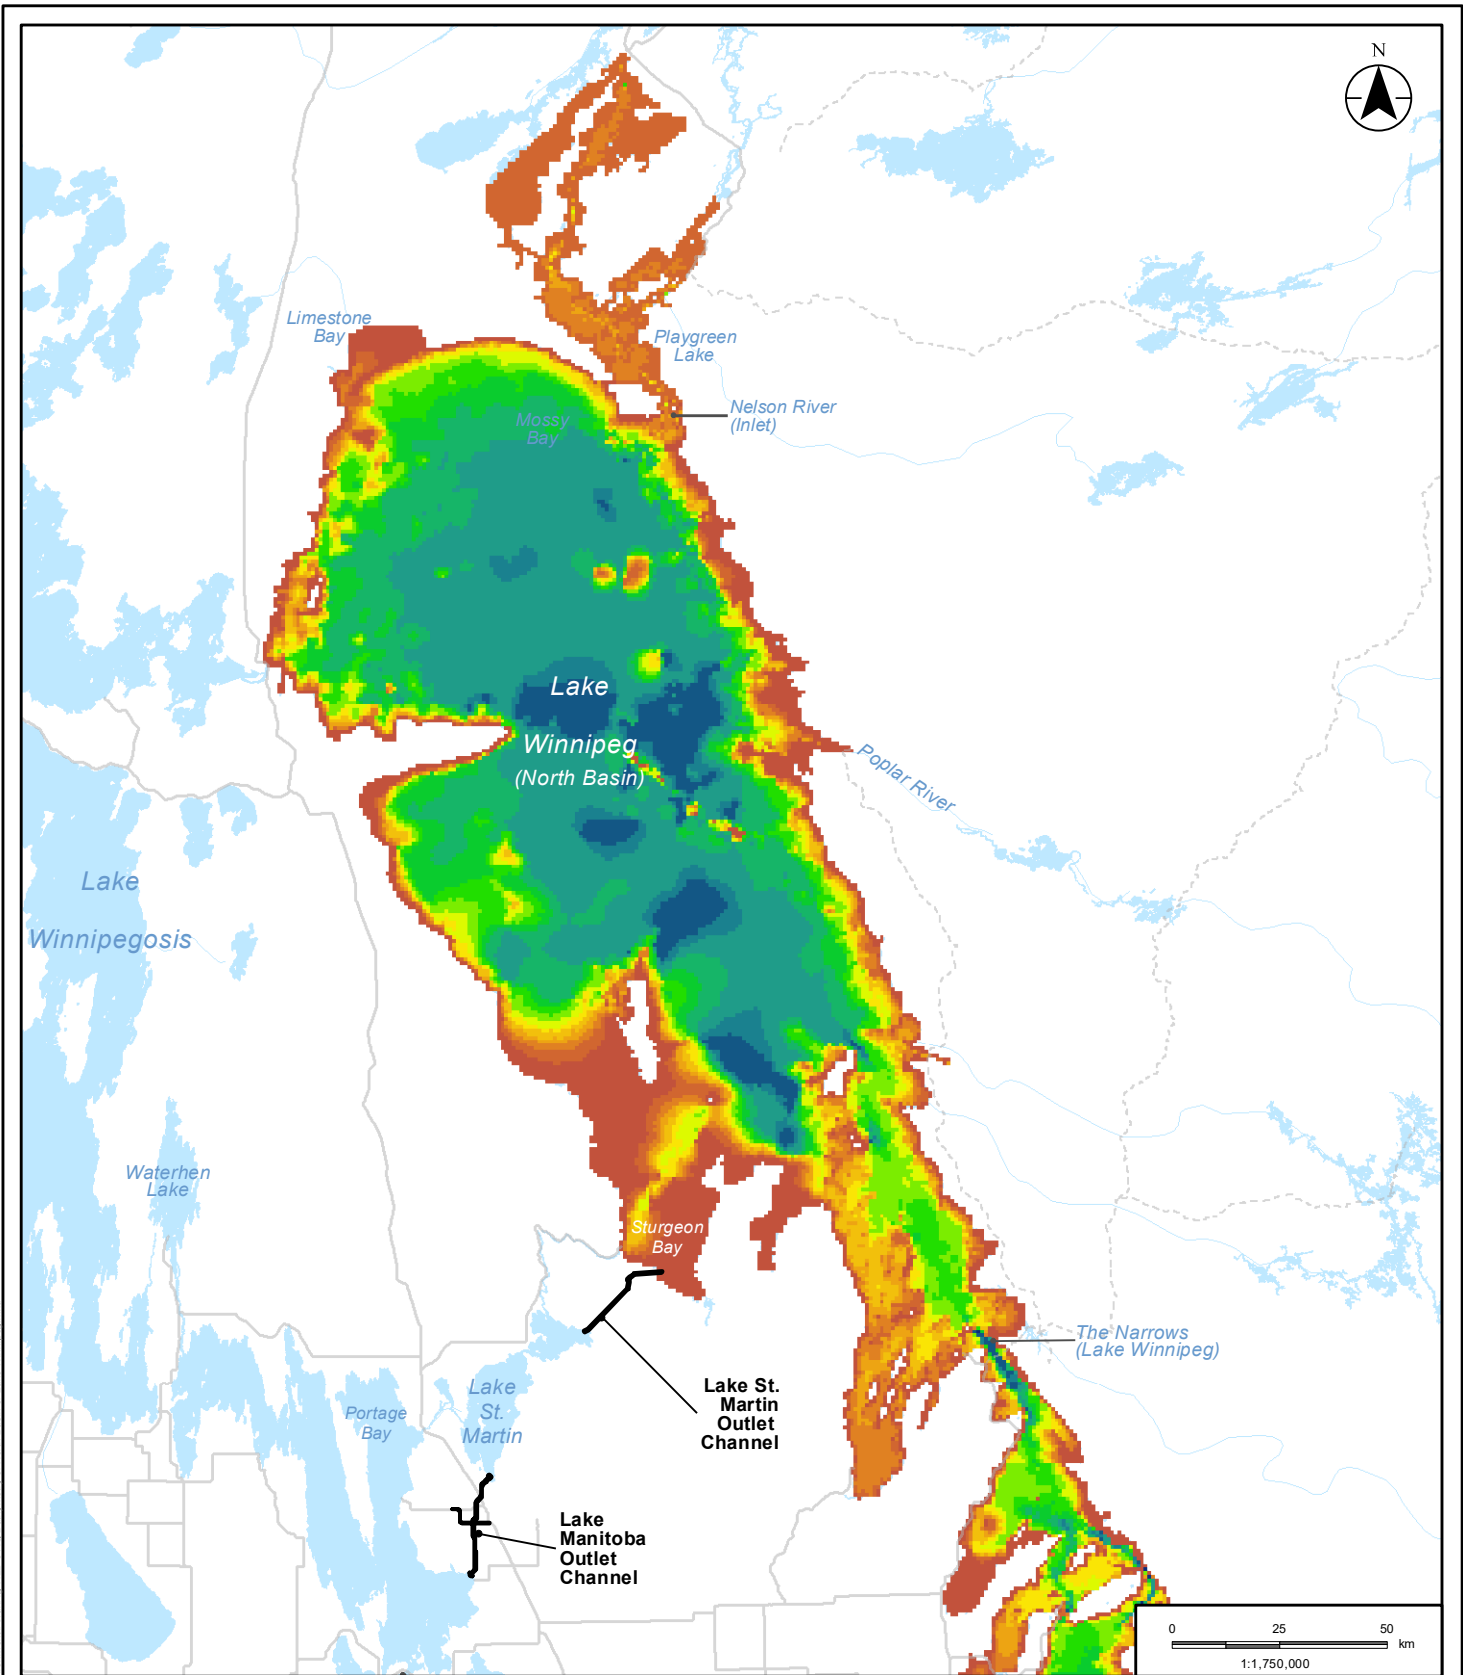 N
Limestone
Bay
Playgreen
Lake
Mossy
Bay
Nelson River
(Inlet)
Lake
Winnipeg
(North Basin)
Poplar River
Lake
Winnipegosis
Waterhen
Lake
Sturgeon
Bay
The Narrows
(Lake Winnipeg)
Lake
St.
Martin
Portage
Bay
Lake St.
Martin
Outlet
Channel
Lake
Manitoba
Outlet
Channel
0 25 50
km
1:1,750,000